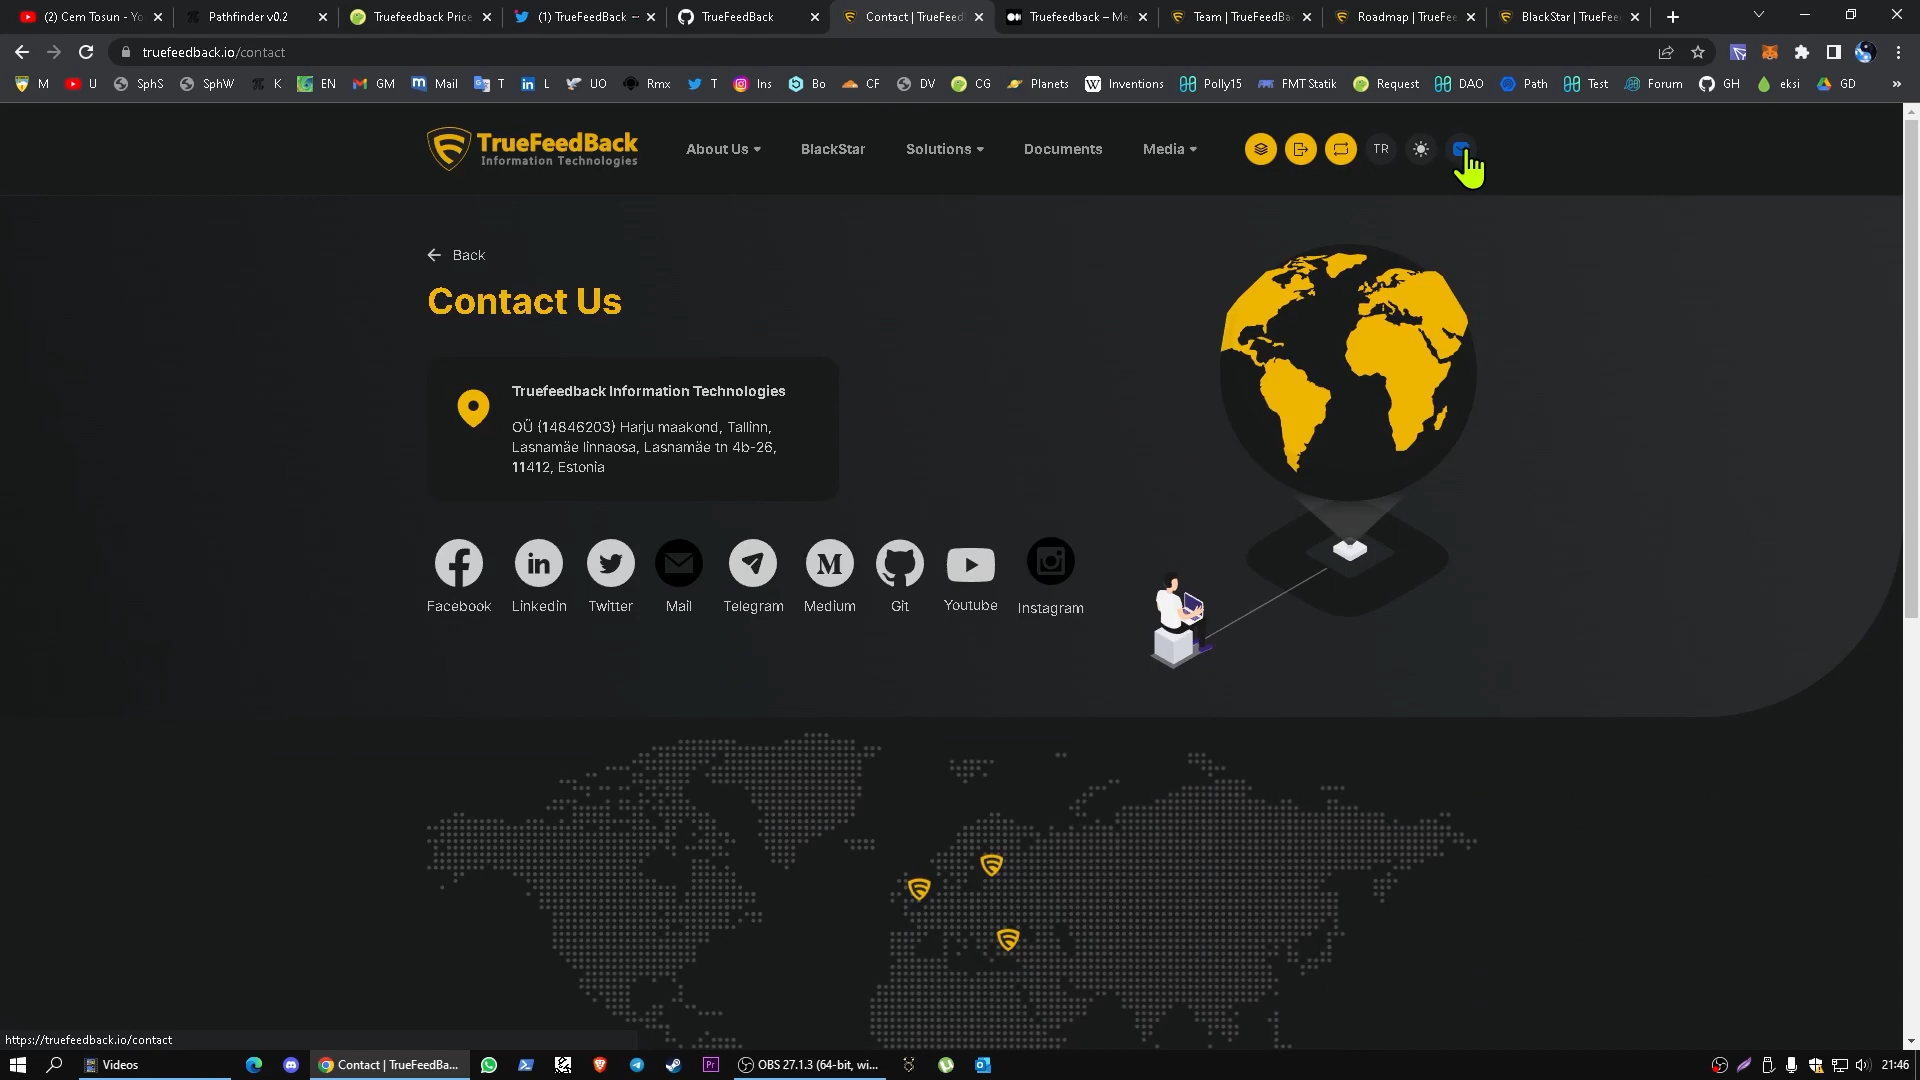 (2) Cem Tosun - Yo
Pathfinder v0.2
Truefeedback Price
(1) TrueFeedBack
TrueFeedBack
Contact | TrueFeed
Truefeedback – Me
Team | TrueFeedBa
Roadmap | TrueFee
BlackStar | TrueFee
truefeedback.io/contact
M U SphS SphW K EN GM Mail T L UO Rmx T Ins Bo CF DV CG Planets Inventions Polly15 FMT Statik Request DAO Path Test Forum GH eksi GD »
TrueFeedBack
Information Technologies
About Us BlackStar Solutions Documents Media TR
Back
Contact Us
Truefeedback Information Technologies
OÜ (14846203) Harju maakond, Tallinn,
Lasnamäe linnaosa, Lasnamäe tn 4b-26,
11412, Estonia
Facebook Linkedin Twitter Mail Telegram Medium Git Youtube Instagram
https://truefeedback.io/contact
Videos
Contact | TrueFeedBa...
OBS 27.1.3 (64-bit, wi...
21:46